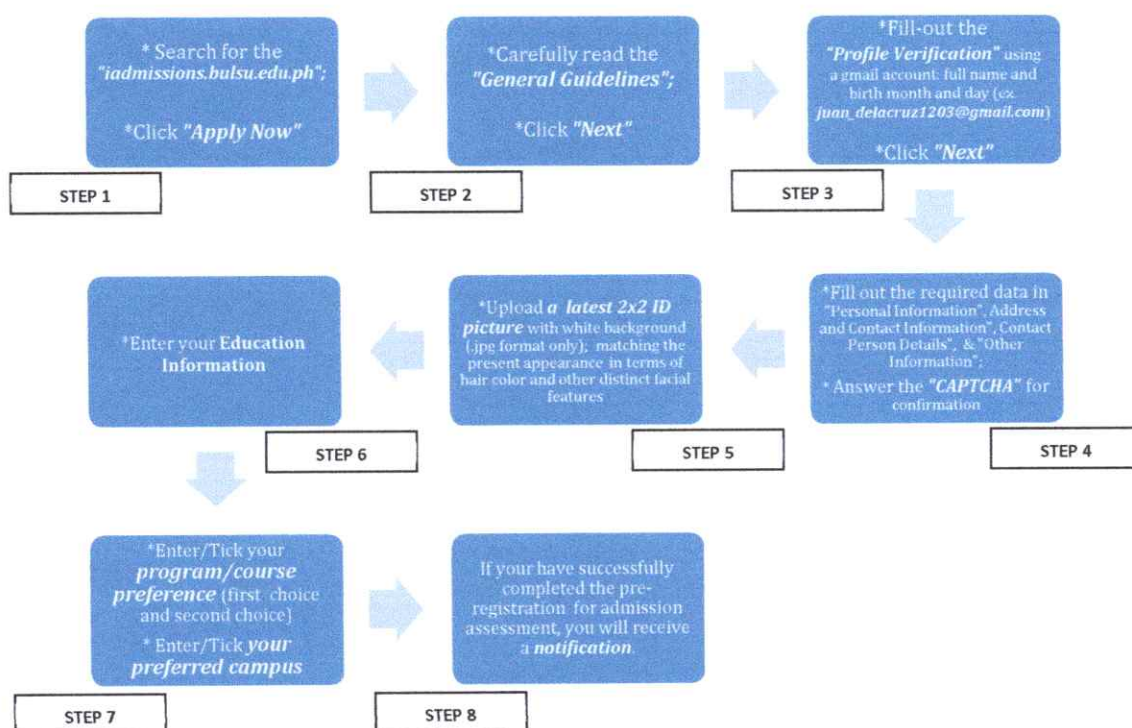 * Search for the
"iadmissions.bulsu.edu.ph";
*Click "Apply Now"
STEP 1
*Carefully read the
"General Guidelines";
*Click "Next"
STEP 2
*Fill-out the
"Profile Verification" using
a gmail account: full name and
birth month and day (ex.
juan_delacruz1203@gmail.com)
*Click "Next"
STEP 3
*Fill out the required data in
"Personal Information", Address
and Contact Information", Contact
Person Details", & "Other
Information";
* Answer the "CAPTCHA" for
confirmation
STEP 4
*Upload a latest 2x2 ID
picture with white background
(.jpg format only); matching the
present appearance in terms of
hair color and other distinct facial
features
STEP 5
*Enter your Education
Information
STEP 6
*Enter/Tick your
program/course
preference (first choice
and second choice)
* Enter/Tick your
preferred campus
STEP 7
If your have successfully
completed the pre-
registration for admission
assessment, you will receive
a notification.
STEP 8